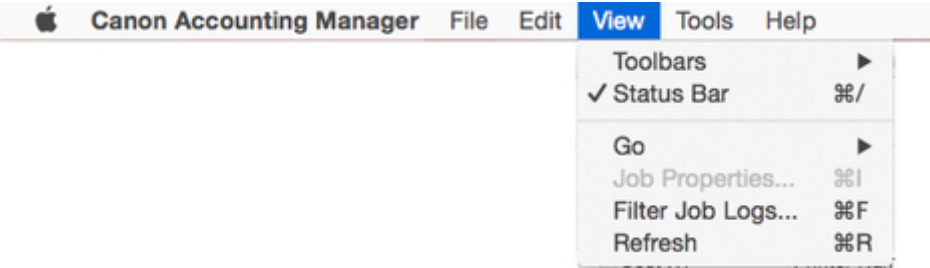 Canon Accounting Manager File Edit View Tools Help
Toolbars ▶
✓ Status Bar ⌘/
Go ▶
Job Properties... ⌘I
Filter Job Logs... ⌘F
Refresh ⌘R